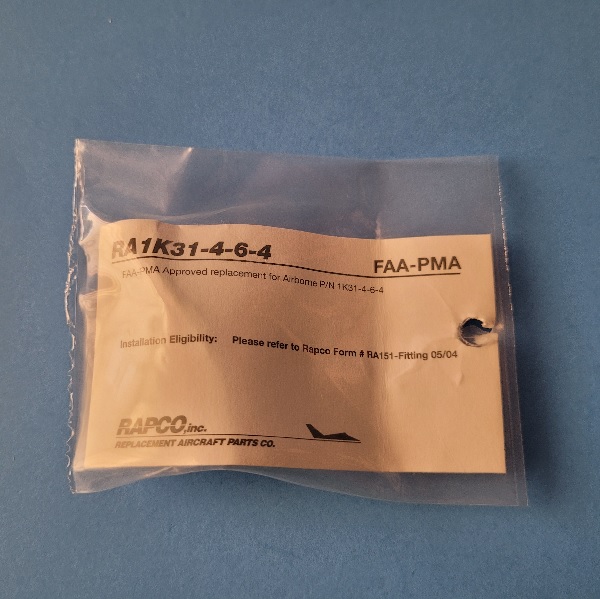 RA1K31-4-6-4
FAA-PMA
FAA-PMA Approved replacement for Airborne P/N 1K31-4-6-4
Installation Eligibility: Please refer to Rapco Form # RA151-Fitting 05/04
RAPCO,inc.
REPLACEMENT AIRCRAFT PARTS CO.